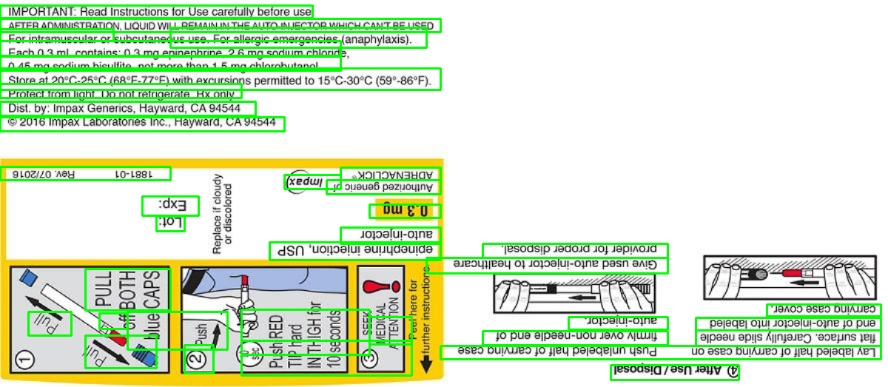 IMPORTANT: Read Instructions for Use carefully before use
AFTER ADMINISTRATION, LIQUID WILL REMAIN IN THE AUTO-INJECTOR WHICH CAN'T BE USED
For intramuscular or subcutaneous use. For allergic emergencies (anaphylaxis).
Each 0.3 mL contains: 0.3 mg epinephrine, 2.6 mg sodium chloride,
0.45 mg sodium bisulfite, not more than 1.5 mg chlorobutanol
Store at 20°C-25°C (68°F-77°F) with excursions permitted to 15°C-30°C (59°-86°F).
Protect from light. Do not refrigerate. Rx only
Dist. by: Impax Generics, Hayward, CA 94544
© 2016 Impax Laboratories Inc., Hayward, CA 94544
1881-01
Rev. 07/2016
impax
Authorized generic of
ADRENACLICK®
0.3 mg
epinephrine injection, USP
auto-injector
Lot:
Exp:
Replace if cloudy
or discolored
1
PULL
off BOTH
blue CAPS
Pull
Pull
2
Push
Push RED
TIP hard
IN THIGH for
10 seconds
3
SEEK
MEDICAL
ATTENTION
Peel here for
further instructions
4) After Use / Disposal
Lay labeled half of carrying case on
flat surface. Carefully slide needle
end of auto-injector into labeled
carrying case cover.
Push unlabeled half of carrying case
firmly over non-needle end of
auto-injector.
Give used auto-injector to healthcare
provider for proper disposal.